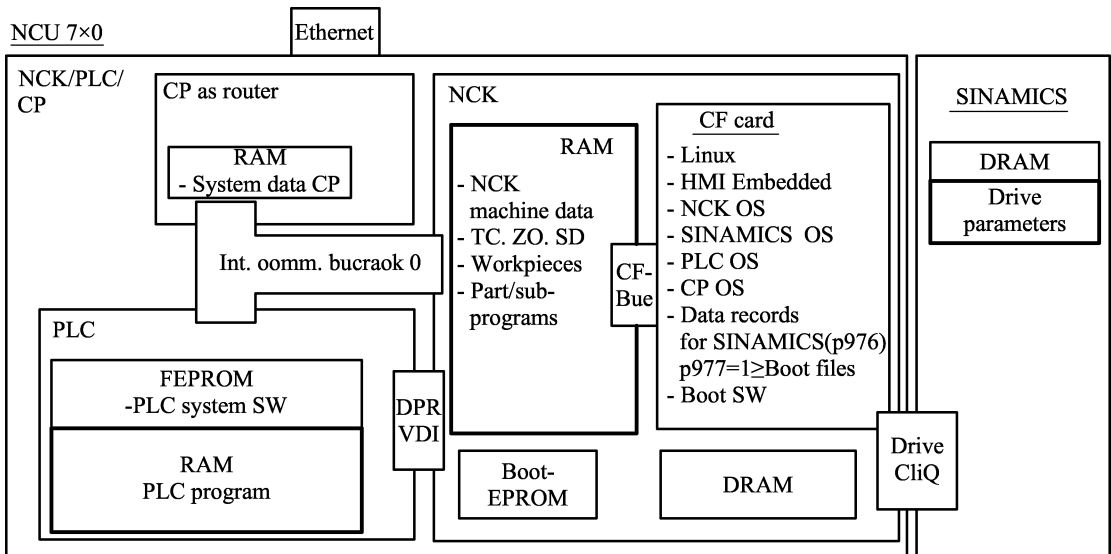 NCU 7×0
Ethernet
NCK/PLC/
CP
CP as router
RAM
- System data CP
Int. oomm. bucraok 0
PLC
FEPROM
-PLC system SW
RAM
PLC program
DPR
VDI
NCK
RAM
- NCK
machine data
- TC. ZO. SD
- Workpieces
- Part/sub-
programs
CF-
Bue
CF card
- Linux
- HMI Embedded
- NCK OS
- SINAMICS OS
- PLC OS
- CP OS
- Data records
for SINAMICS(p976)
p977=1≥Boot files
- Boot SW
Boot-
EPROM
DRAM
Drive
CliQ
SINAMICS
DRAM
Drive
parameters